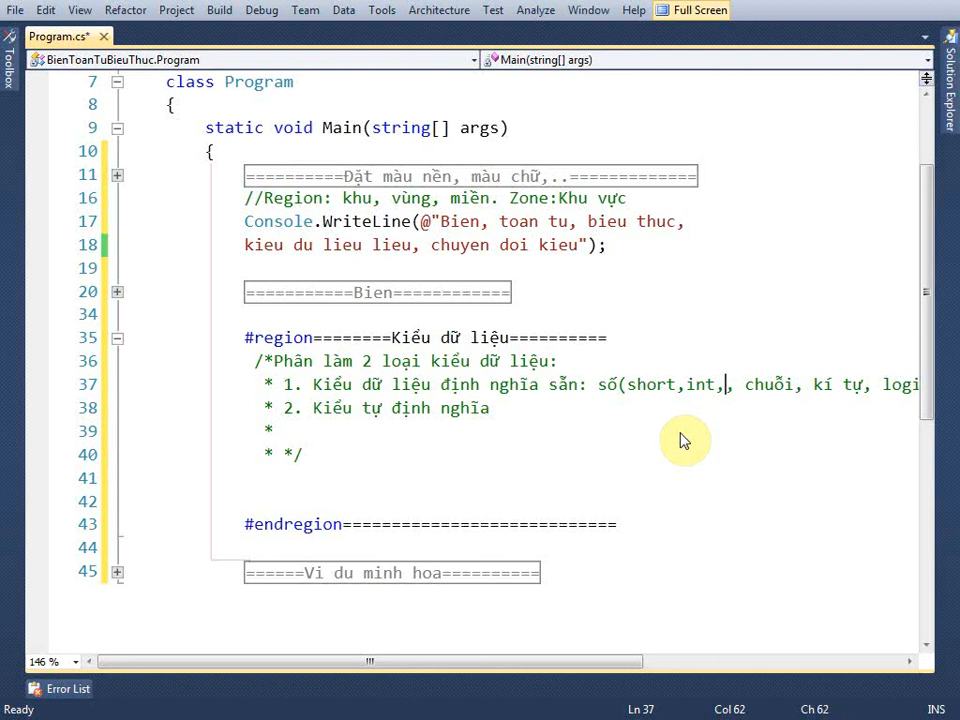 File Edit View Refactor Project Build Debug Team Data Tools Architecture Test Analyze Window Help Full Screen
Program.cs*
Toolbox
Solution Explorer
BienToanTuBieuThuc.Program Main(string[] args)
7 class Program
8 {
9 static void Main(string[] args)
10 {
11 ==========Đặt màu nền, màu chữ,..=============
16 //Region: khu, vùng, miền. Zone:Khu vực
17 Console.WriteLine(@"Bien, toan tu, bieu thuc,
18 kieu du lieu lieu, chuyen doi kieu");
19
20 ===========Bien============
34
35 #region========Kiểu dữ liệu==========
36 /*Phân làm 2 loại kiểu dữ liệu:
37 * 1. Kiểu dữ liệu định nghĩa sẵn: số(short,int,, chuỗi, kí tự, logi
38 * 2. Kiểu tự định nghĩa
39 *
40 * */
41
42
43 #endregion============================
44
45 ======Vi du minh hoa==========
146 %
Error List
Ready Ln 37 Col 62 Ch 62 INS